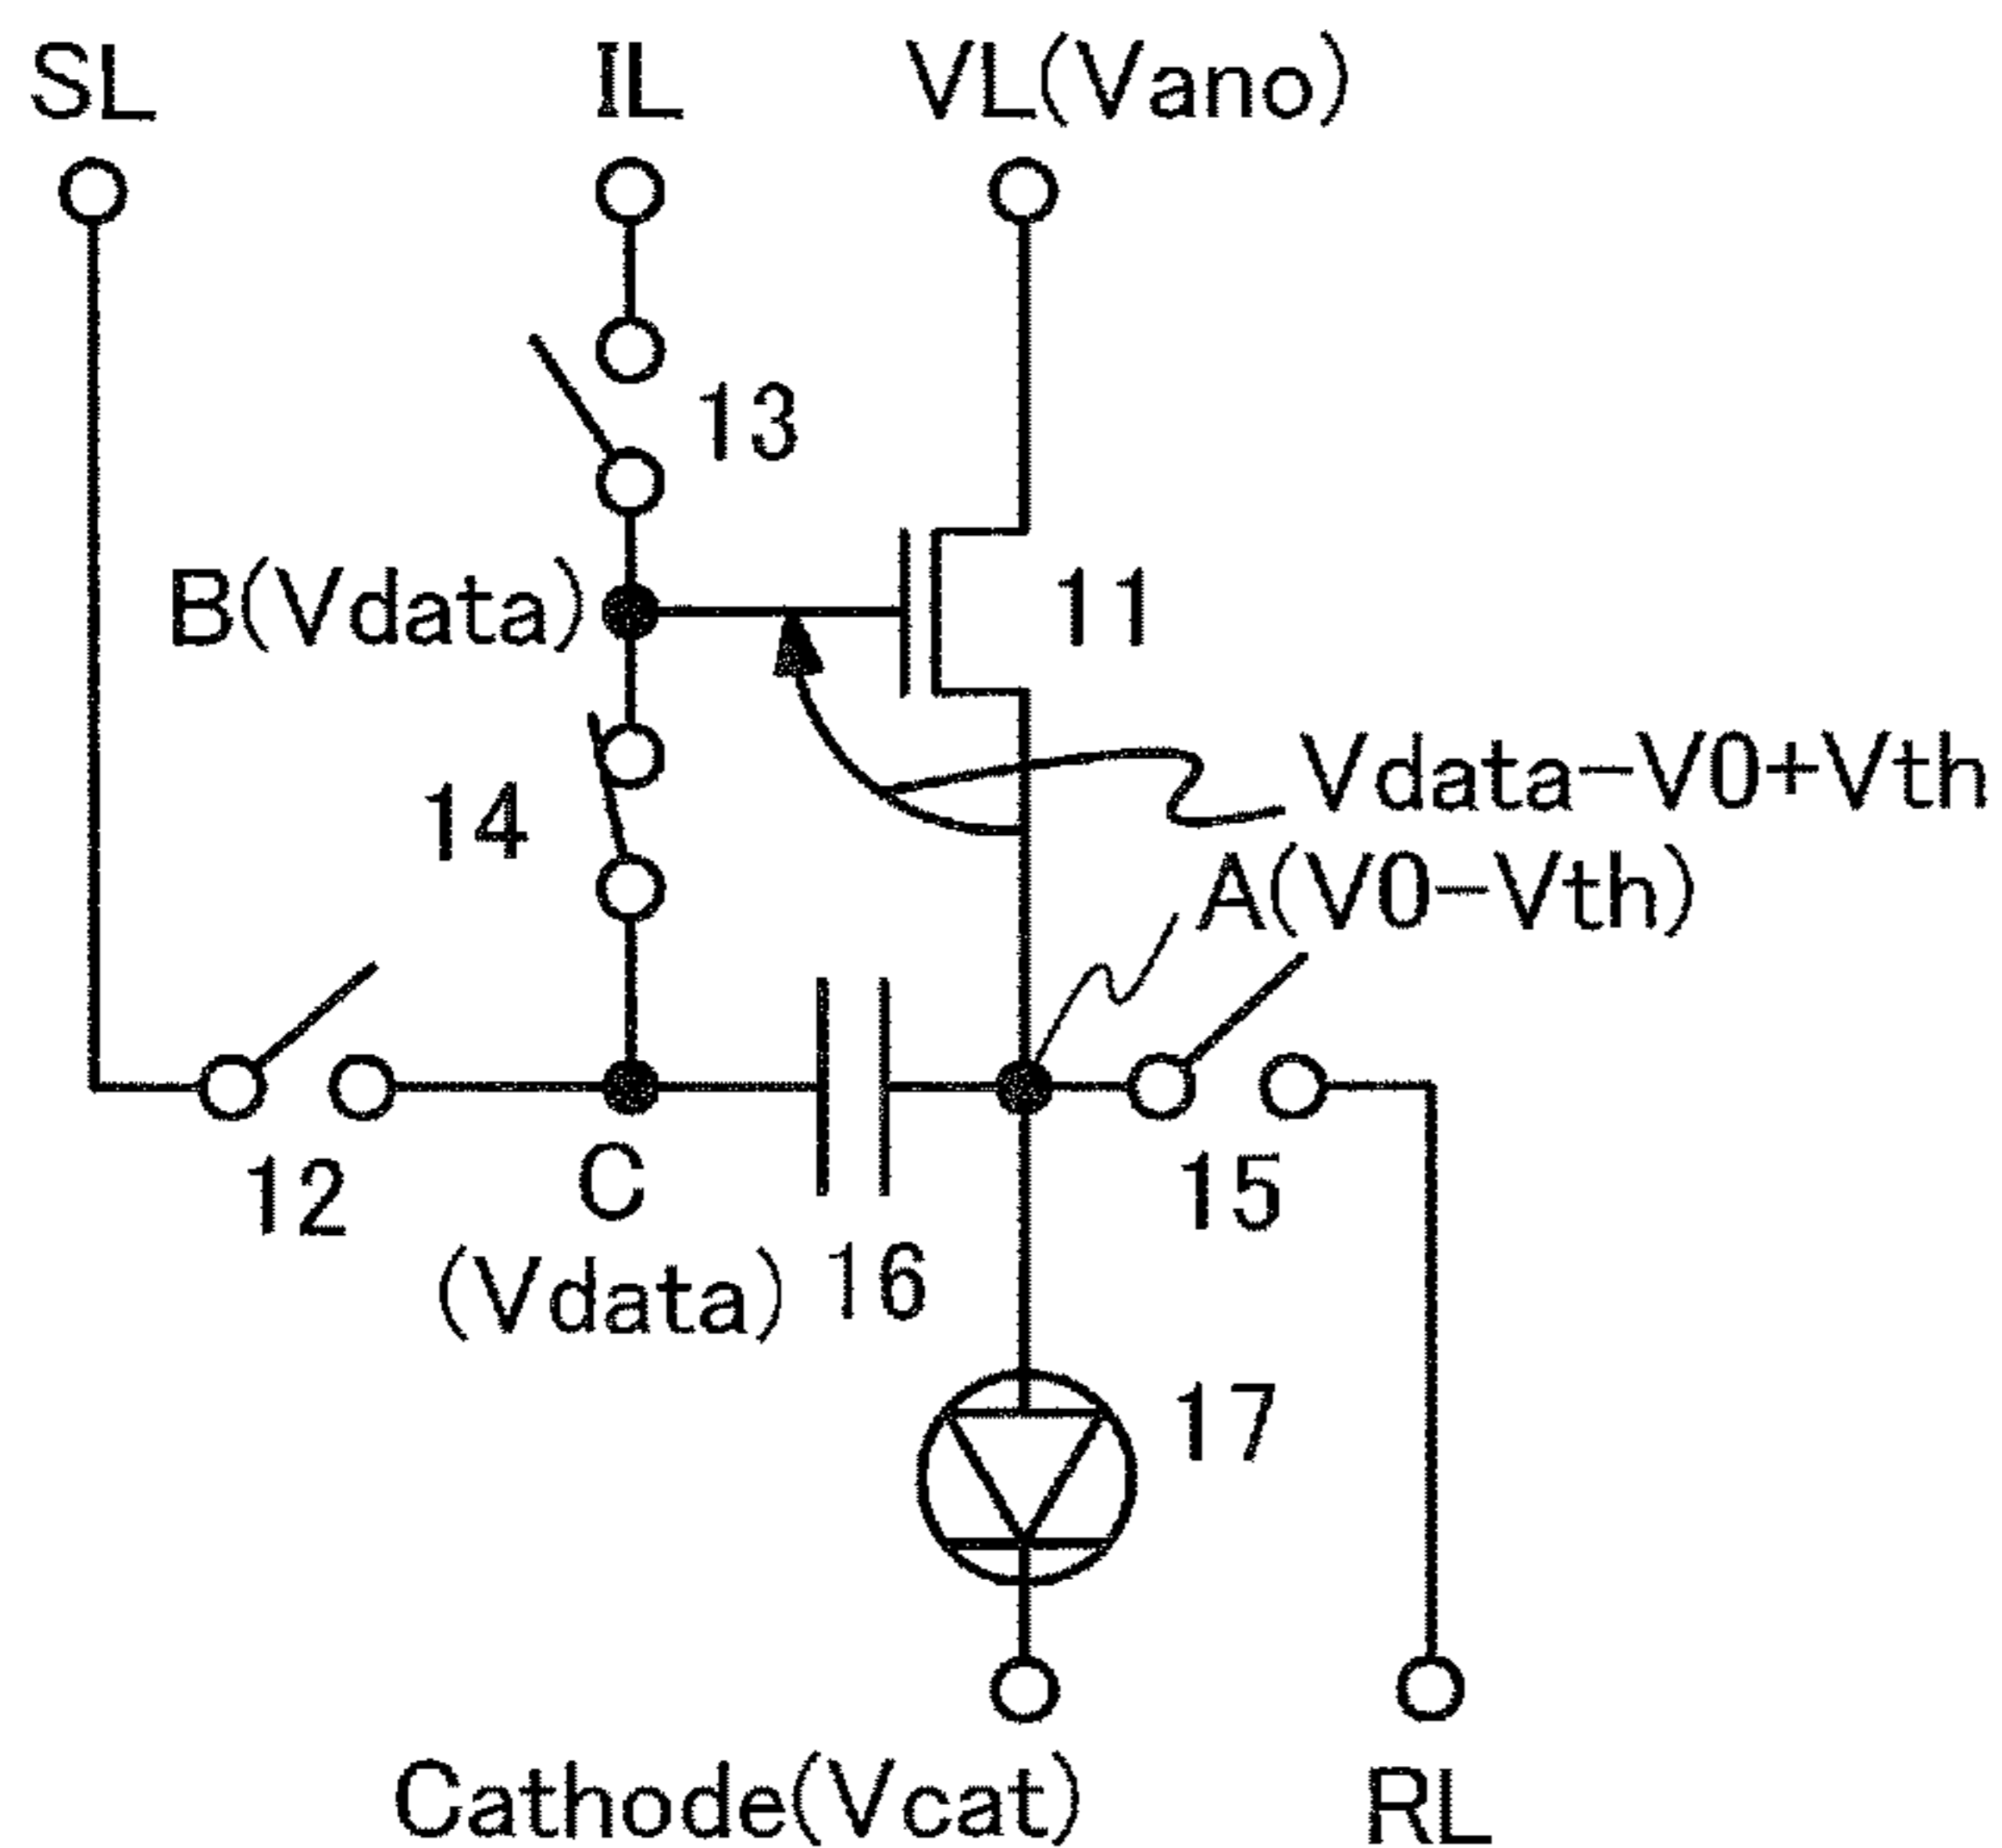 SL IL VL(Vano)
13
B(Vdata) 11
14 Vdata-V0+Vth
A(V0-Vth)
12 C 15
(Vdata) 16
17
Cathode(Vcat) RL